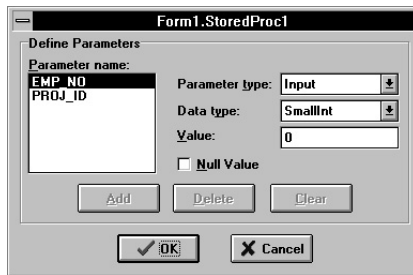 Form1.StoredProc1
Define Parameters
Parameter name:
EMP_NO
PROJ_ID
Parameter type: Input
Data type: SmallInt
Value: 0
Null Value
Add Delete Clear
OK Cancel